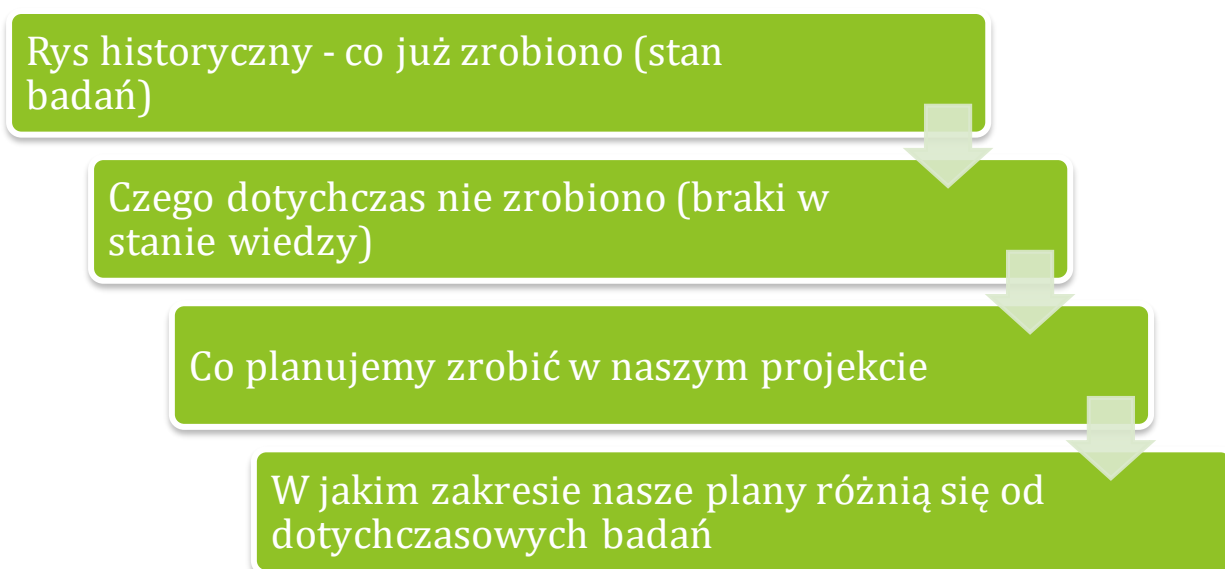 Rys historyczny - co już zrobiono (stan
badań)
Czego dotychczas nie zrobiono (braki w
stanie wiedzy)
Co planujemy zrobić w naszym projekcie
W jakim zakresie nasze plany różnią się od
dotychczasowych badań